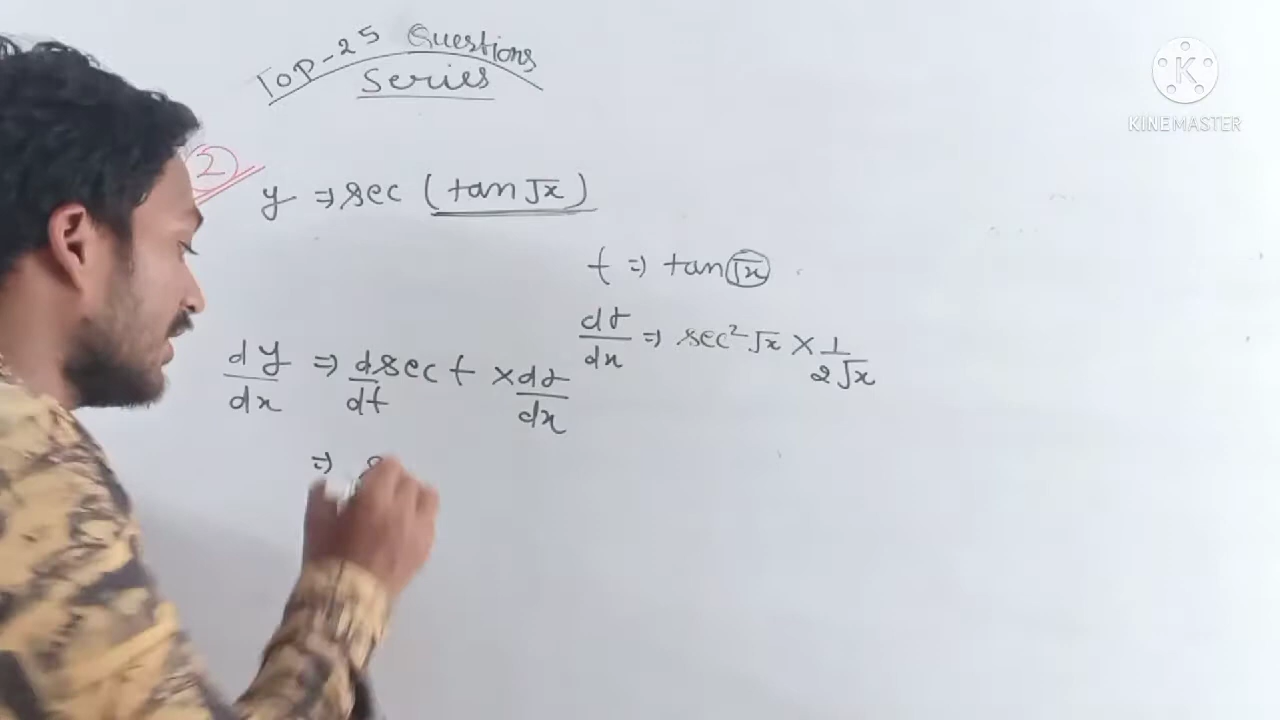 Top-25 Questions
Series
2
y ⇒ sec (tan √x)
t ⇒ tan √x
dt/dx ⇒ sec² √x × 1/2√x
dy/dx ⇒ d sec t/dt × dt/dx
⇒
KINEMASTER